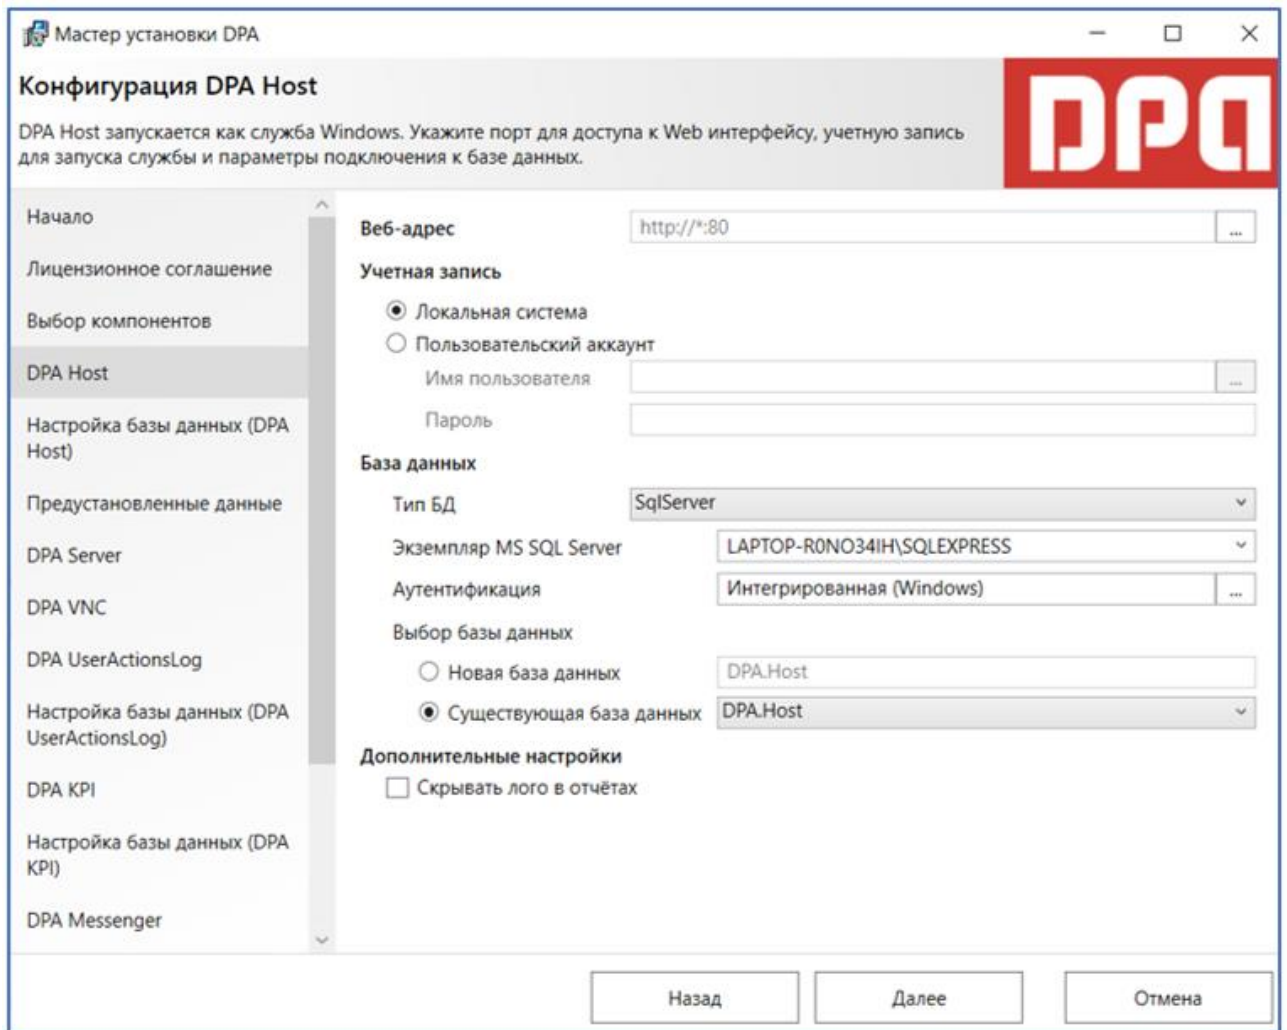 Мастер установки DPA
Конфигурация DPA Host
DPA Host запускается как служба Windows. Укажите порт для доступа к Web интерфейсу, учетную запись
для запуска службы и параметры подключения к базе данных.
DPA
Начало
Лицензионное соглашение
Выбор компонентов
DPA Host
Настройка базы данных (DPA
Host)
Предустановленные данные
DPA Server
DPA VNC
DPA UserActionsLog
Настройка базы данных (DPA
UserActionsLog)
DPA KPI
Настройка базы данных (DPA
KPI)
DPA Messenger
Веб-адрес http://*:80 ...
Учетная запись
Локальная система
Пользовательский аккаунт
Имя пользователя ...
Пароль
База данных
Тип БД SqlServer
Экземпляр MS SQL Server LAPTOP-R0NO34IH\SQLEXPRESS
Аутентификация Интегрированная (Windows) ...
Выбор базы данных
Новая база данных DPA.Host
Существующая база данных DPA.Host
Дополнительные настройки
Скрывать лого в отчётах
Назад Далее Отмена